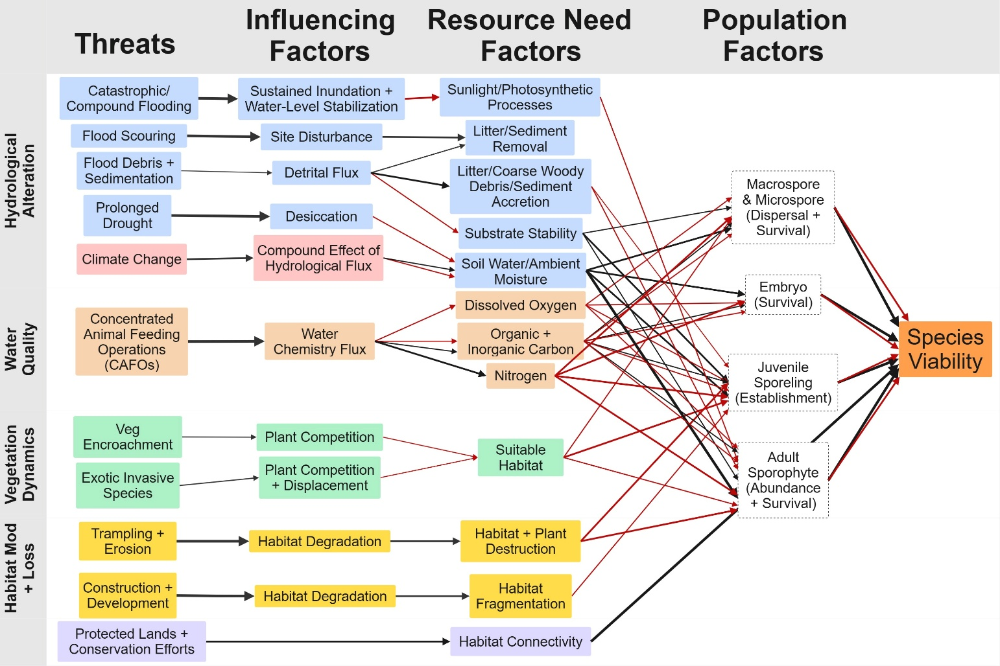 Threats
Influencing
Factors
Resource Need
Factors
Population
Factors
Hydrological
Alteration
Catastrophic/
Compound Flooding
Sustained Inundation +
Water-Level Stabilization
Sunlight/Photosynthetic
Processes
Flood Scouring
Site Disturbance
Litter/Sediment
Removal
Flood Debris +
Sedimentation
Detrital Flux
Litter/Coarse Woody
Debris/Sediment
Accretion
Prolonged
Drought
Desiccation
Substrate Stability
Climate Change
Compound Effect of
Hydrological Flux
Soil Water/Ambient
Moisture
Macrospore
& Microspore
(Dispersal +
Survival)
Embryo
(Survival)
Water
Quality
Concentrated
Animal Feeding
Operations
(CAFOs)
Water
Chemistry Flux
Dissolved Oxygen
Organic +
Inorganic Carbon
Nitrogen
Juvenile
Sporeling
(Establishment)
Species
Viability
Vegetation
Dynamics
Veg
Encroachment
Plant Competition
Exotic Invasive
Species
Plant Competition
+ Displacement
Suitable
Habitat
Adult
Sporophyte
(Abundance
+ Survival)
Habitat Mod
+ Loss
Trampling +
Erosion
Habitat Degradation
Habitat + Plant
Destruction
Construction +
Development
Habitat Degradation
Habitat
Fragmentation
Protected Lands +
Conservation Efforts
Habitat Connectivity